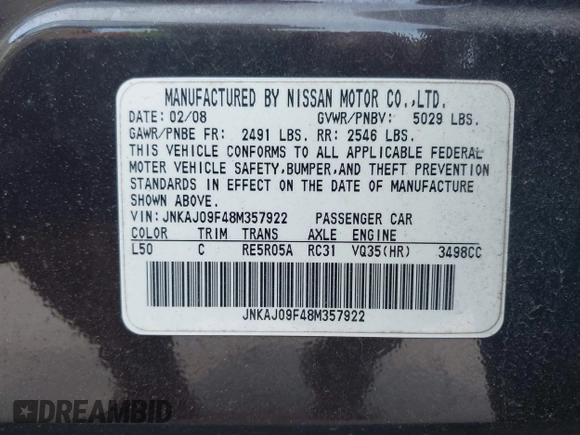 MANUFACTURED BY NISSAN MOTOR CO.,LTD.
DATE: 02/08 GVWR/PNBV: 5029 LBS.
GAWR/PNBE FR: 2491 LBS. RR: 2546 LBS.
THIS VEHICLE CONFORMS TO ALL APPLICABLE FEDERAL
MOTOR VEHICLE SAFETY,BUMPER,AND THEFT PREVENTION
STANDARDS IN EFFECT ON THE DATE OF MANUFACTURE
SHOWN ABOVE.
VIN: JNKAJ09F48M357922 PASSENGER CAR
COLOR TRIM TRANS AXLE ENGINE
L50 C RE5R05A RC31 VQ35(HR) 3498CC
JNKAJ09F48M357922
DREAMBID